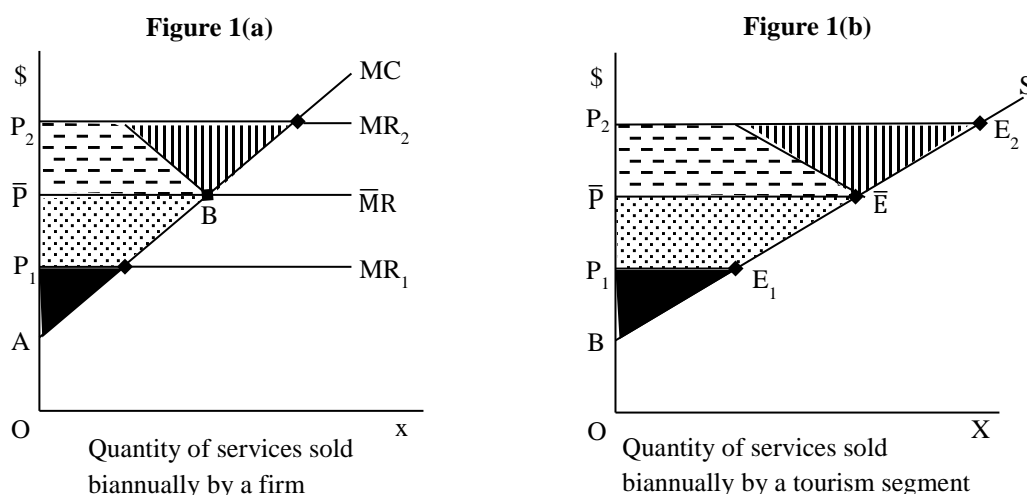 Figure 1(a)
$
MC
P₂
MR₂
P̅
M̅R̅
B
P₁
MR₁
A
O
x
Quantity of services sold
biannually by a firm
Figure 1(b)
$
S
P₂
E₂
P̅
E̅
P₁
E₁
B
O
X
Quantity of services sold
biannually by a tourism segment